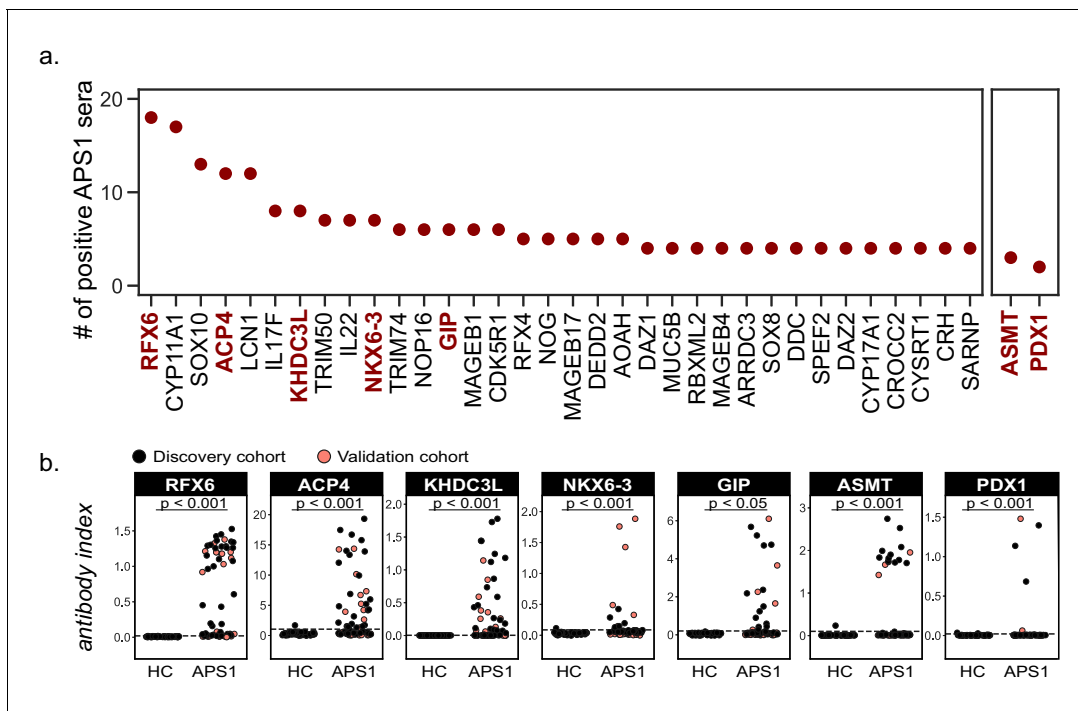 a.
# of positive APS1 sera
20
10
0
RFX6
CYP11A1
SOX10
ACP4
LCN1
IL17F
KHDC3L
TRIM50
IL22
NKX6-3
TRIM74
NOP16
GIP
MAGEB1
CDK5R1
RFX4
NOG
MAGEB17
DEDD2
AOAH
DAZ1
MUC5B
RBXML2
MAGEB4
ARRDC3
SOX8
DDC
SPEF2
DAZ2
CYP17A1
CROCC2
CYSRT1
CRH
SARNP
ASMT
PDX1
b.
Discovery cohort Validation cohort
antibody index
RFX6
p < 0.001
1.5
1.0
0.5
0.0
HC APS1
ACP4
p < 0.001
20
15
10
5
0
HC APS1
KHDC3L
p < 0.001
2.0
1.5
1.0
0.5
0.0
HC APS1
NKX6-3
p < 0.001
2.0
1.5
1.0
0.5
0.0
HC APS1
GIP
p < 0.05
6
4
2
0
HC APS1
ASMT
p < 0.001
3
2
1
0
HC APS1
PDX1
p < 0.001
1.5
1.0
0.5
0.0
HC APS1